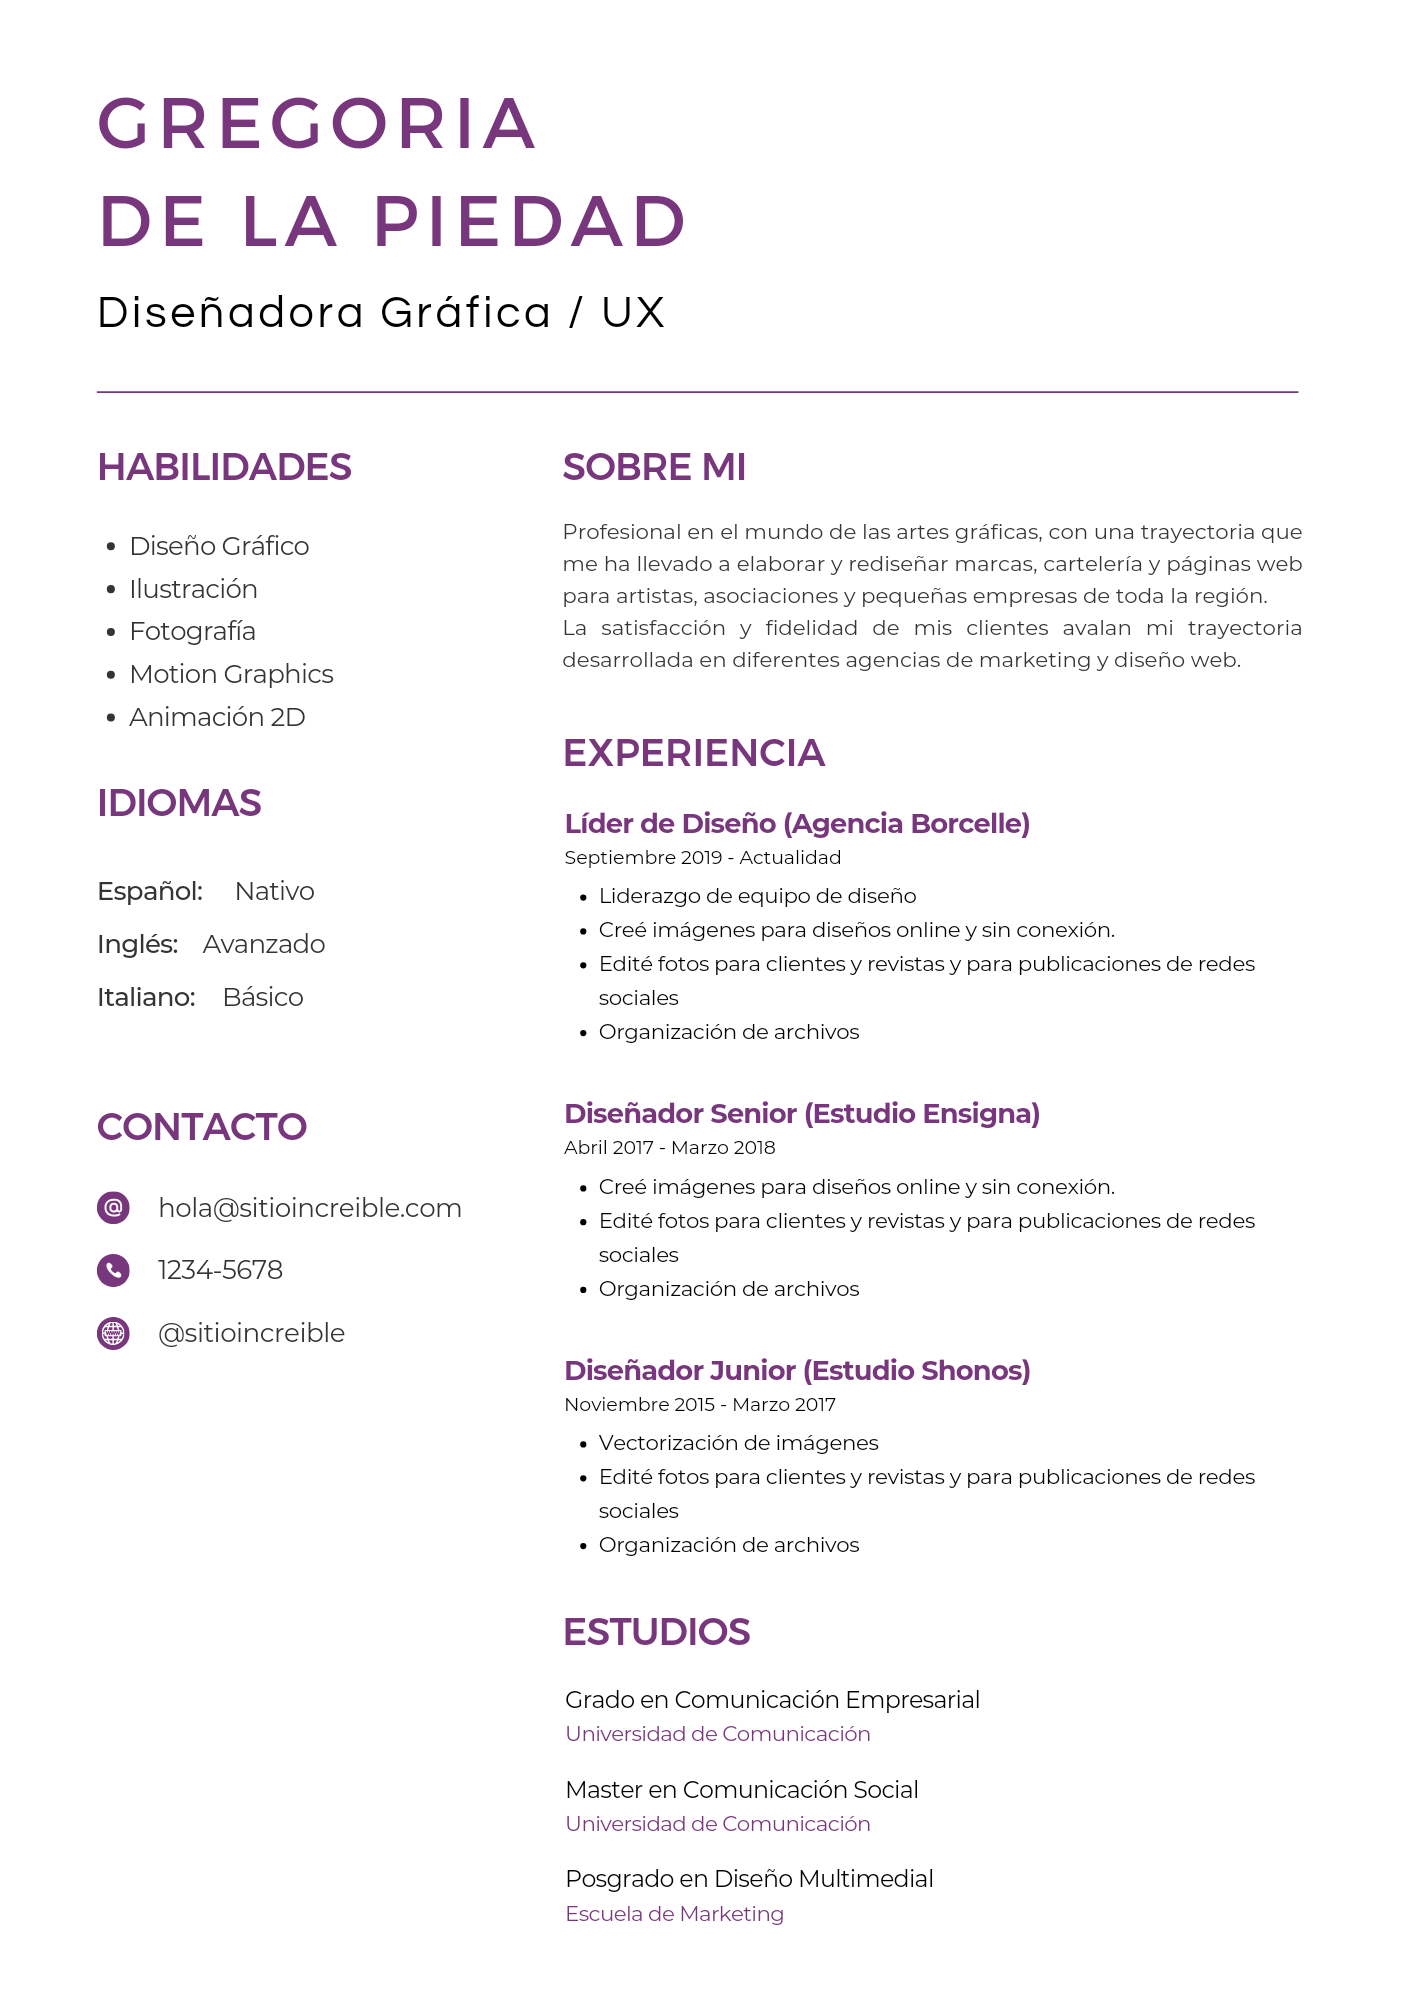 GREGORIA
DE LA PIEDAD
Diseñadora Gráfica / UX
HABILIDADES
• Diseño Gráfico
• Ilustración
• Fotografía
• Motion Graphics
• Animación 2D
IDIOMAS
Español: Nativo
Inglés: Avanzado
Italiano: Básico
CONTACTO
hola@sitioincreible.com
1234-5678
@sitioincreible
SOBRE MI
Profesional en el mundo de las artes gráficas, con una trayectoria que
me ha llevado a elaborar y rediseñar marcas, cartelería y páginas web
para artistas, asociaciones y pequeñas empresas de toda la región.
La satisfacción y fidelidad de mis clientes avalan mi trayectoria
desarrollada en diferentes agencias de marketing y diseño web.
EXPERIENCIA
Líder de Diseño (Agencia Borcelle)
Septiembre 2019 - Actualidad
• Liderazgo de equipo de diseño
• Creé imágenes para diseños online y sin conexión.
• Edité fotos para clientes y revistas y para publicaciones de redes
sociales
• Organización de archivos
Diseñador Senior (Estudio Ensigna)
Abril 2017 - Marzo 2018
• Creé imágenes para diseños online y sin conexión.
• Edité fotos para clientes y revistas y para publicaciones de redes
sociales
• Organización de archivos
Diseñador Junior (Estudio Shonos)
Noviembre 2015 - Marzo 2017
• Vectorización de imágenes
• Edité fotos para clientes y revistas y para publicaciones de redes
sociales
• Organización de archivos
ESTUDIOS
Grado en Comunicación Empresarial
Universidad de Comunicación
Master en Comunicación Social
Universidad de Comunicación
Posgrado en Diseño Multimedial
Escuela de Marketing